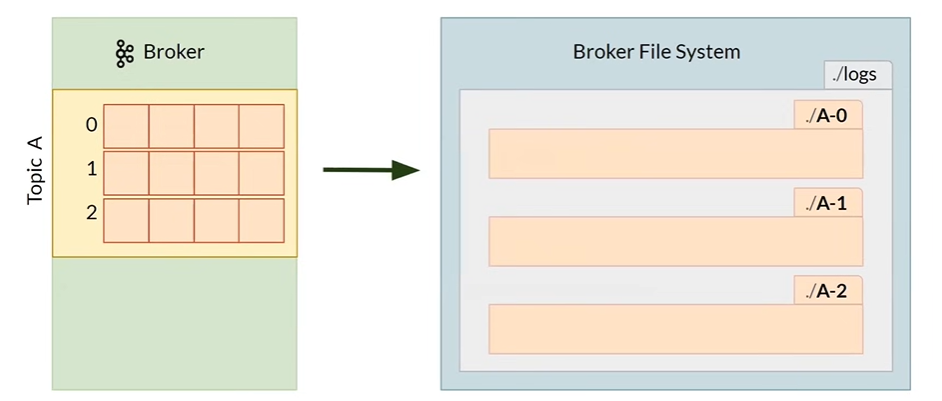 Broker
Topic A
0
1
2
Broker File System
./logs
./A-0
./A-1
./A-2